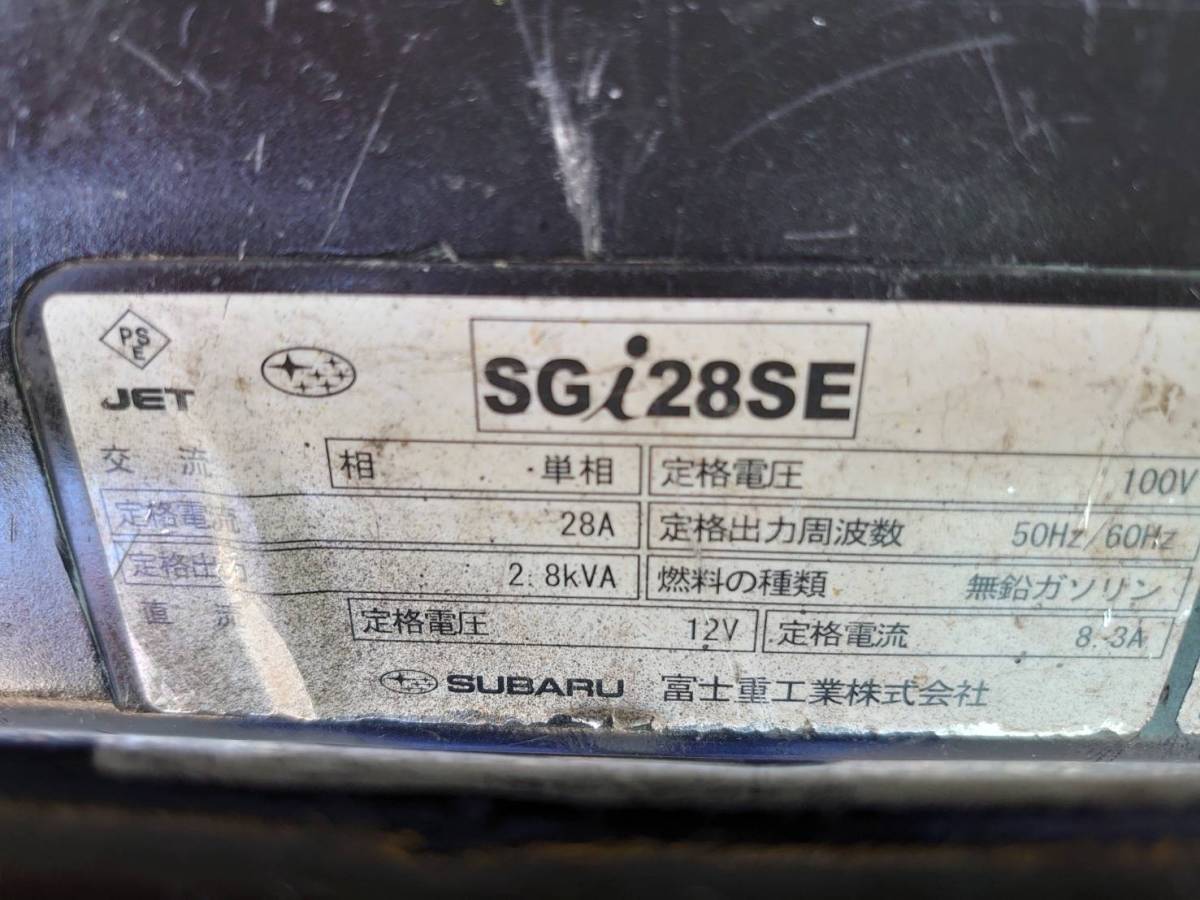 PSE
JET
SGi28SE
交流 相 単相 定格電圧 100V
定格電流 28A 定格出力周波数 50Hz/60Hz
定格出力 2.8kVA 燃料の種類 無鉛ガソリン
直流 定格電圧 12V 定格電流 8.3A
SUBARU 富士重工業株式会社